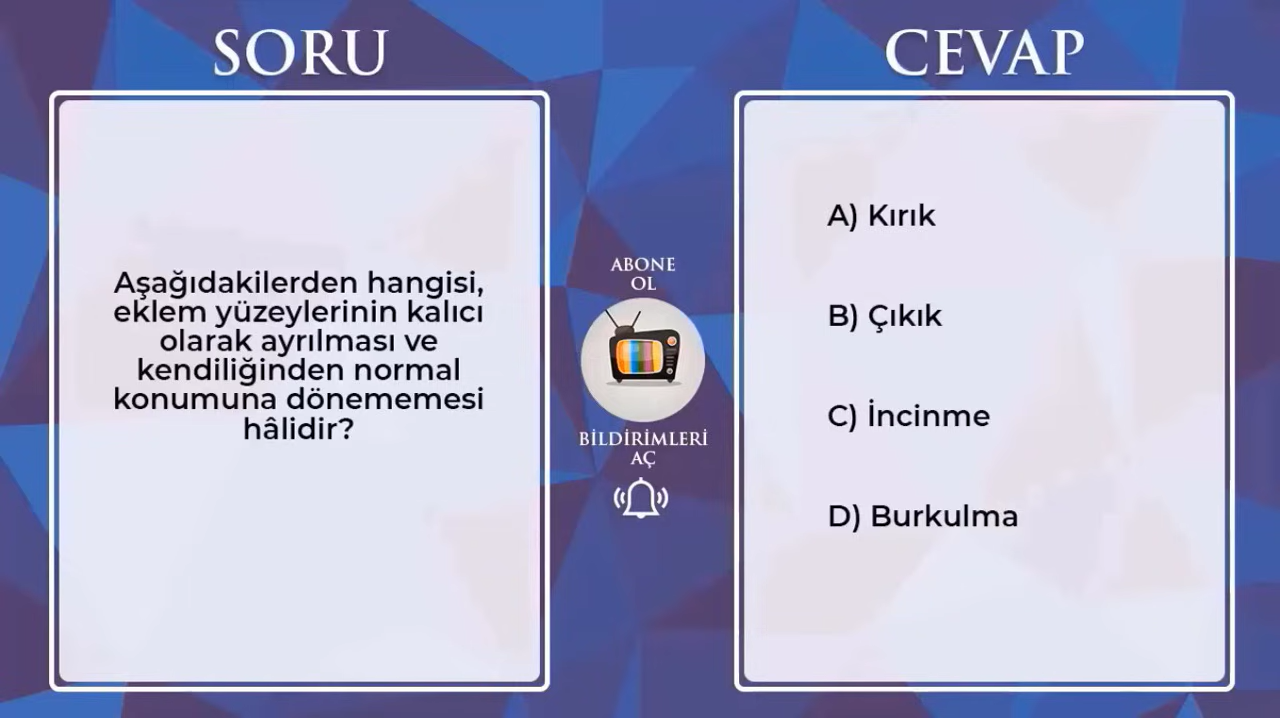 SORU
Aşağıdakilerden hangisi,
eklem yüzeylerinin kalıcı
olarak ayrılması ve
kendiliğinden normal
konumuna dönememesi
hâlidir?
ABONE
OL
BİLDİRİMLERİ
AÇ
CEVAP
A) Kırık
B) Çıkık
C) İncinme
D) Burkulma